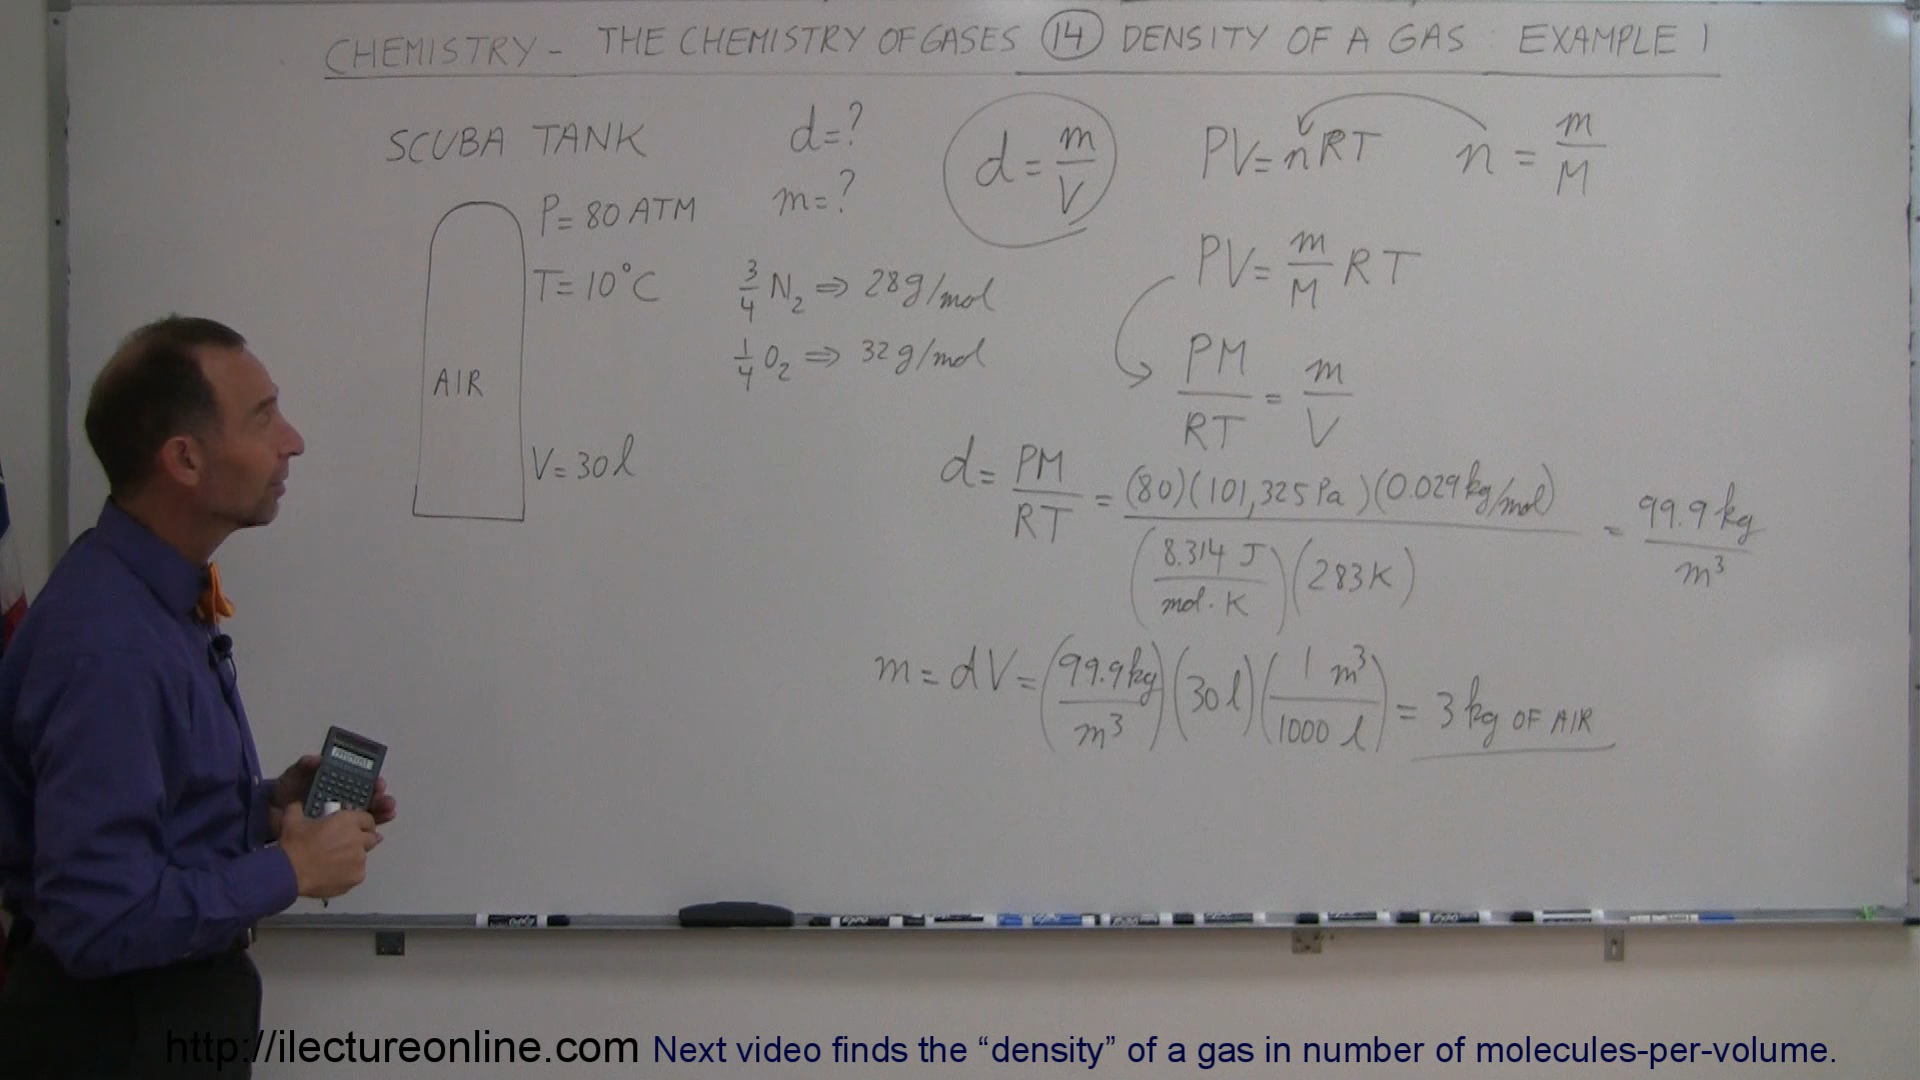 CHEMISTRY - THE CHEMISTRY OF GASES (14) DENSITY OF A GAS : EXAMPLE 1
SCUBA TANK
P = 80 ATM
T = 10°C
AIR
V = 30 l
d = ?
m = ?
3/4 N₂ ⇒ 28 g/mol
1/4 O₂ ⇒ 32 g/mol
d = m/V
PV = nRT n = m/M
PV = m/M RT
PM/RT = m/V
d = PM/RT = (80)(101,325 Pa)(0.029 kg/mol) / (8.314 J/mol·K)(283 K) = 99.9 kg/m³
m = dV = (99.9 kg/m³)(30 l)(1 m³/1000 l) = 3 kg OF AIR
http://ilectureonline.com Next video finds the “density” of a gas in number of molecules-per-volume.